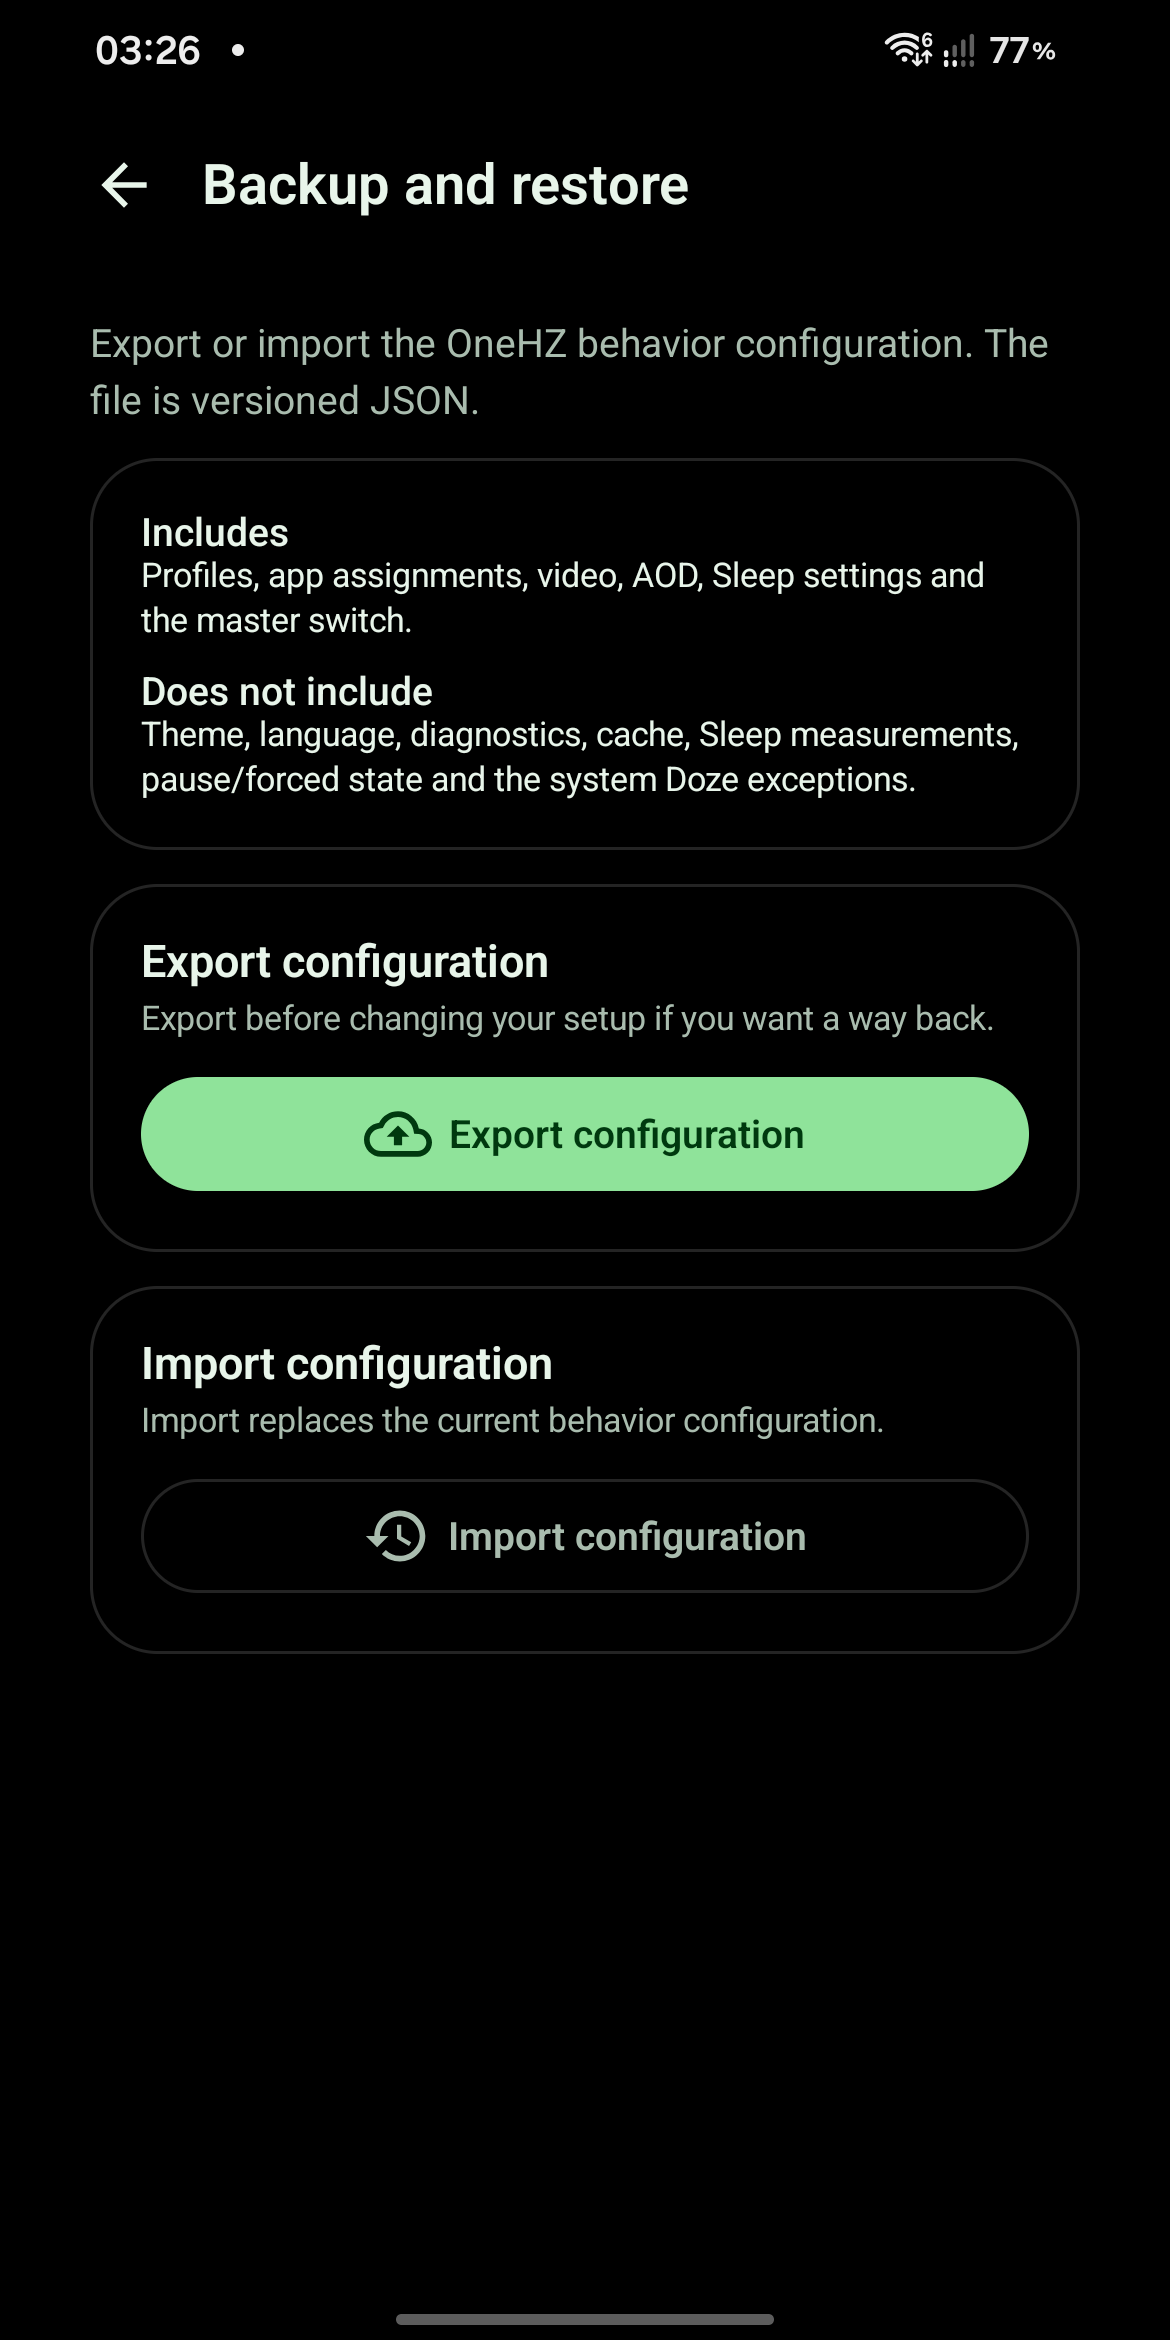 03:26
6
77%
Backup and restore
Export or import the OneHZ behavior configuration. The
file is versioned JSON.
Includes
Profiles, app assignments, video, AOD, Sleep settings and
the master switch.
Does not include
Theme, language, diagnostics, cache, Sleep measurements,
pause/forced state and the system Doze exceptions.
Export configuration
Export before changing your setup if you want a way back.
Export configuration
Import configuration
Import replaces the current behavior configuration.
Import configuration